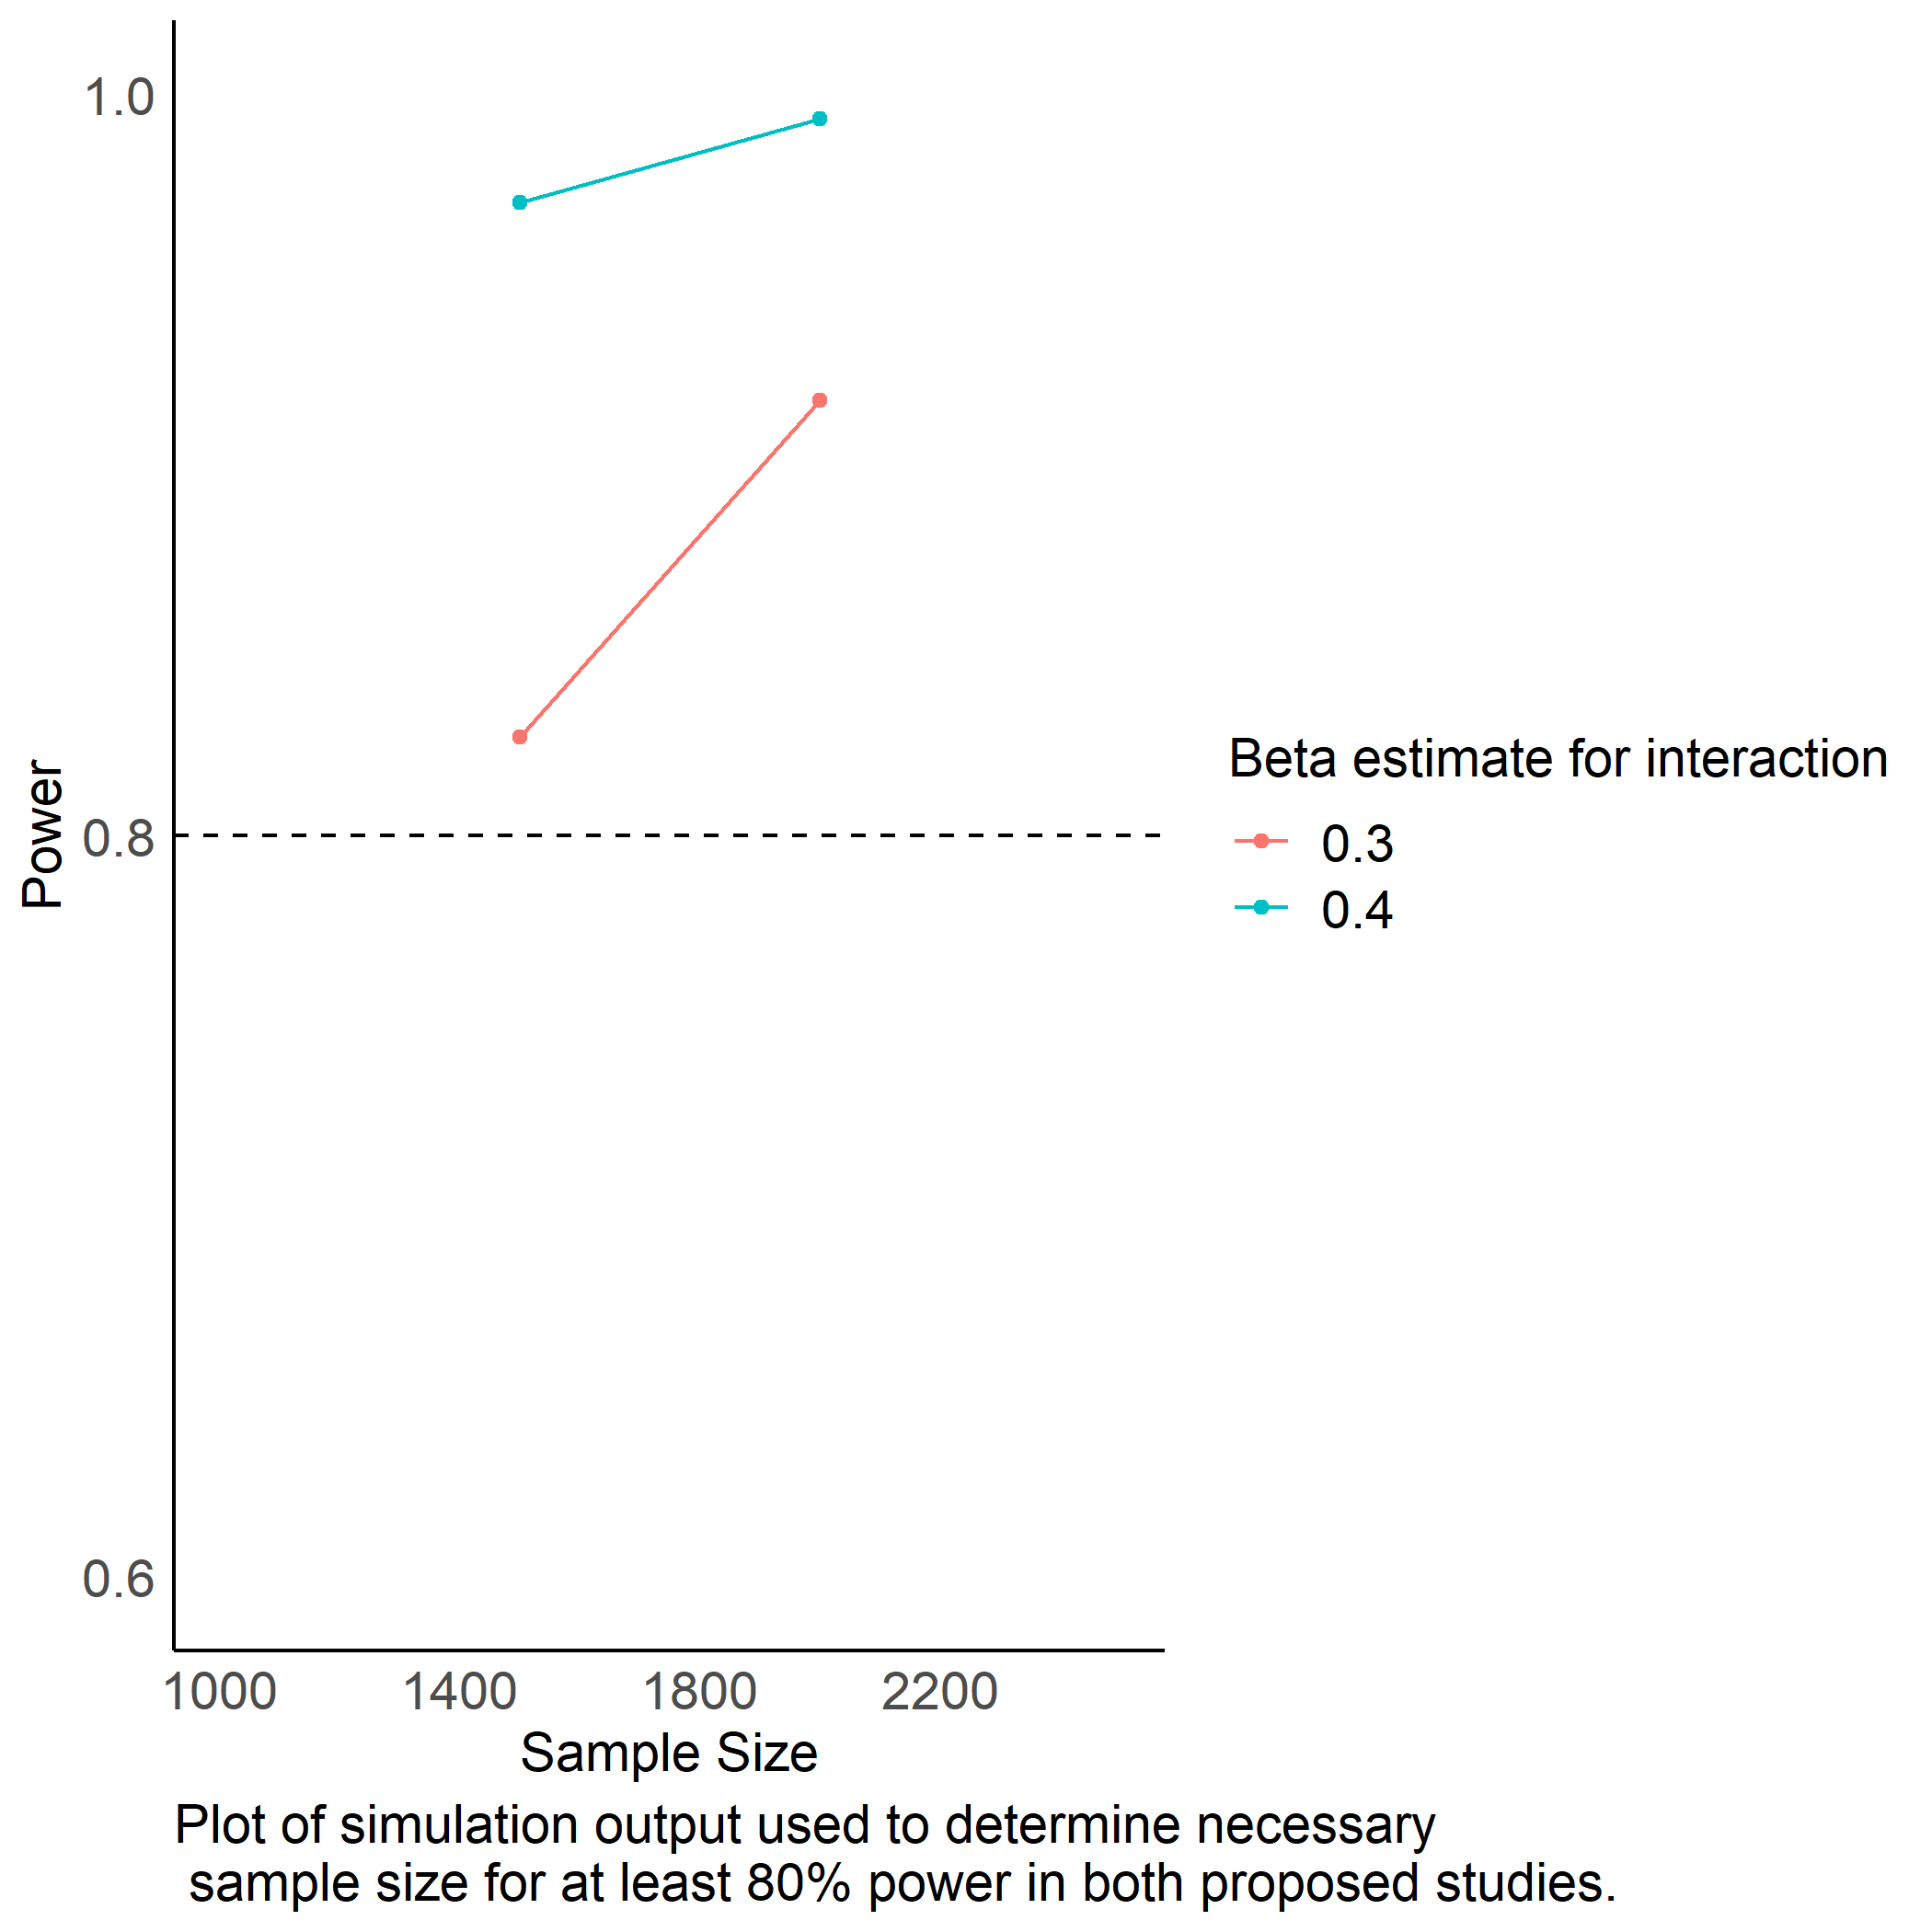 1.0
0.8
0.6
Power
1000 1400 1800 2200
Sample Size
Beta estimate for interaction
0.3
0.4
Plot of simulation output used to determine necessary
sample size for at least 80% power in both proposed studies.